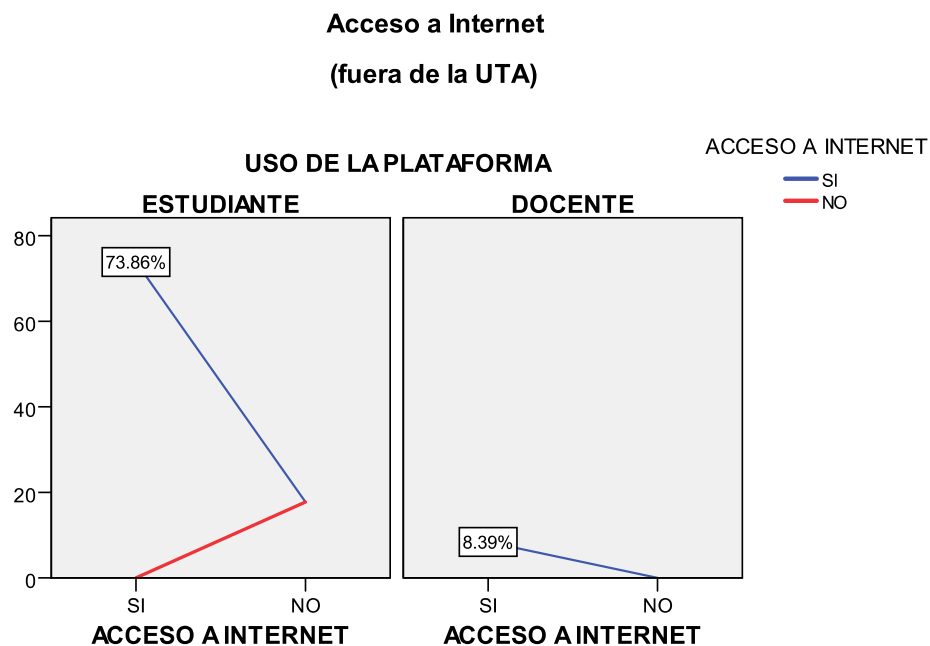 Acceso a Internet
(fuera de la UTA)
ACCESO A INTERNET
SI
NO
USO DE LA PLATAFORMA
ESTUDIANTE DOCENTE
80
60
40
20
0
73.86%
8.39%
SI NO SI NO
ACCESO A INTERNET ACCESO A INTERNET